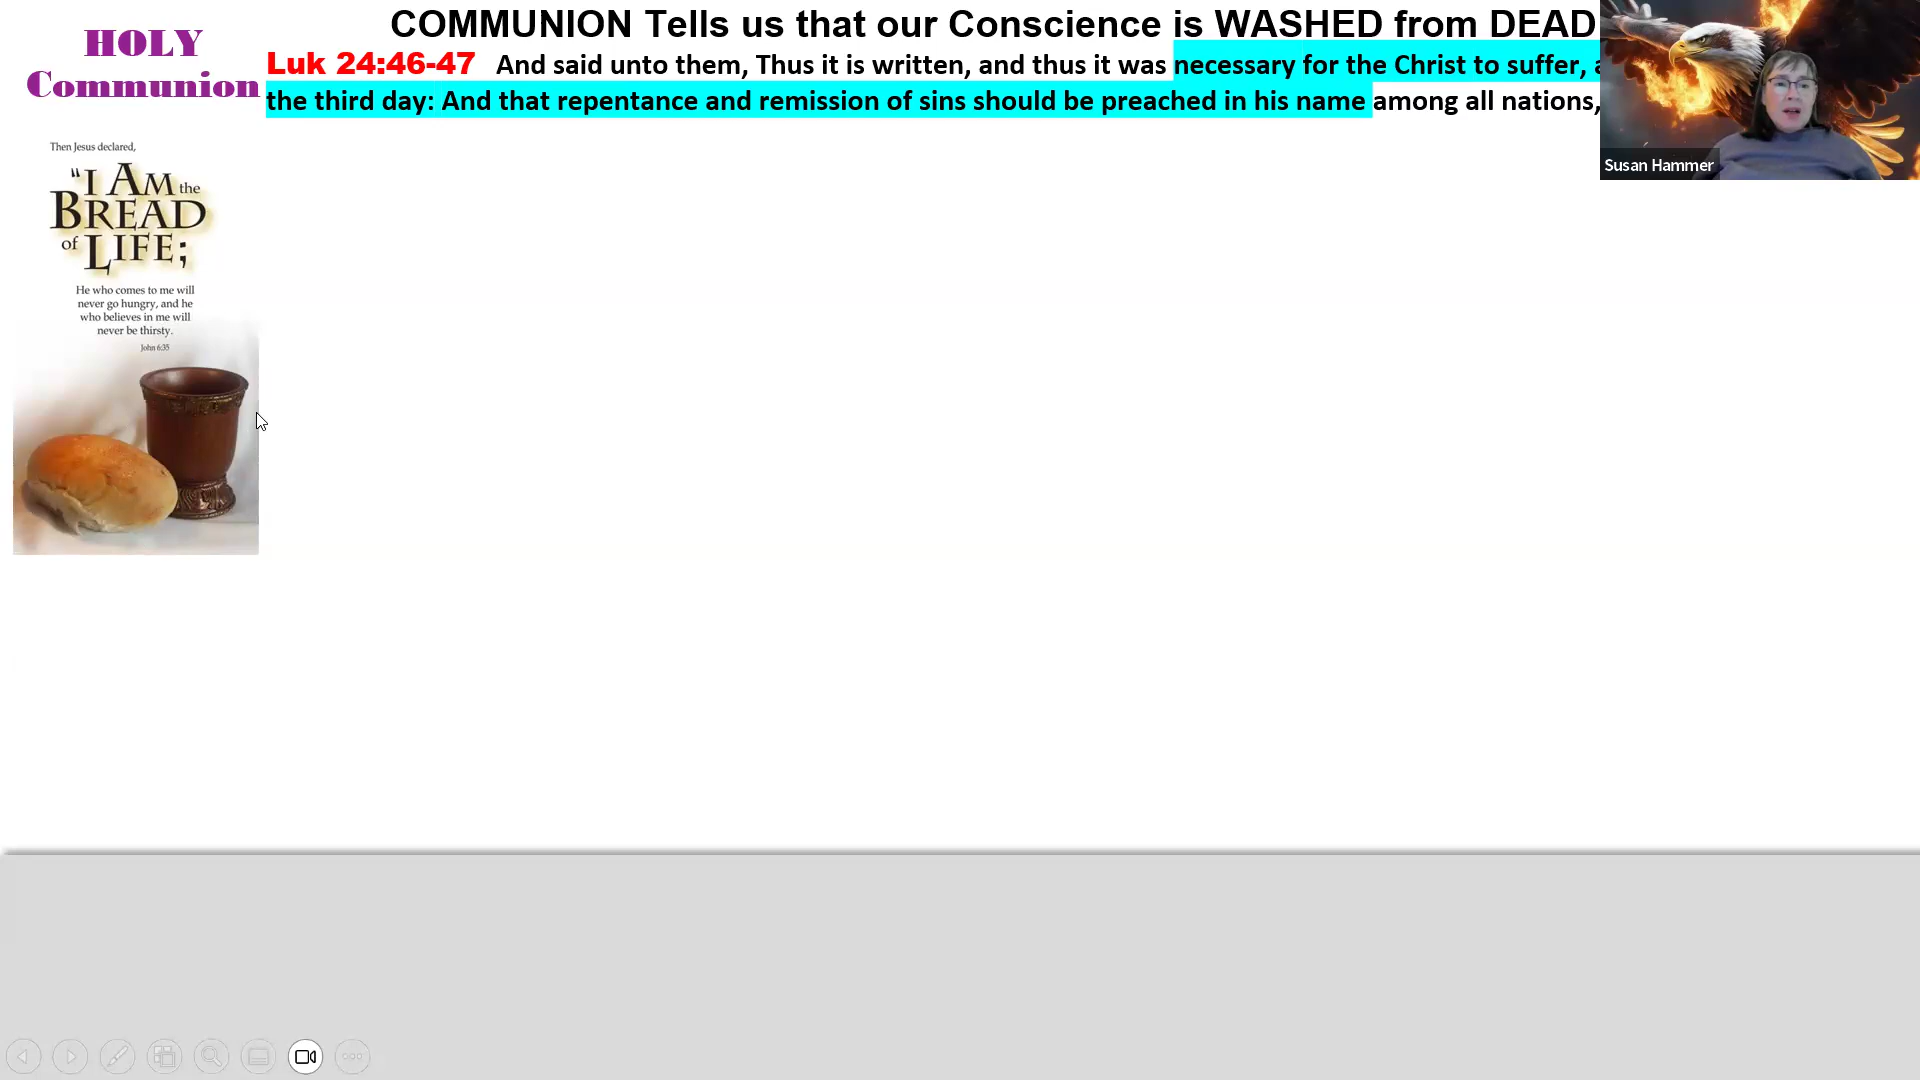 HOLY
Communion
COMMUNION Tells us that our Conscience is WASHED from DEAD
Luk 24:46-47 And said unto them, Thus it is written, and thus it was necessary for the Christ to suffer,
the third day: And that repentance and remission of sins should be preached in his name among all nations,
Then Jesus declared,
"I AM the
BREAD
of LIFE;
He who comes to me will
never go hungry, and he
who believes in me will
never be thirsty.
John 6:35
Susan Hammer